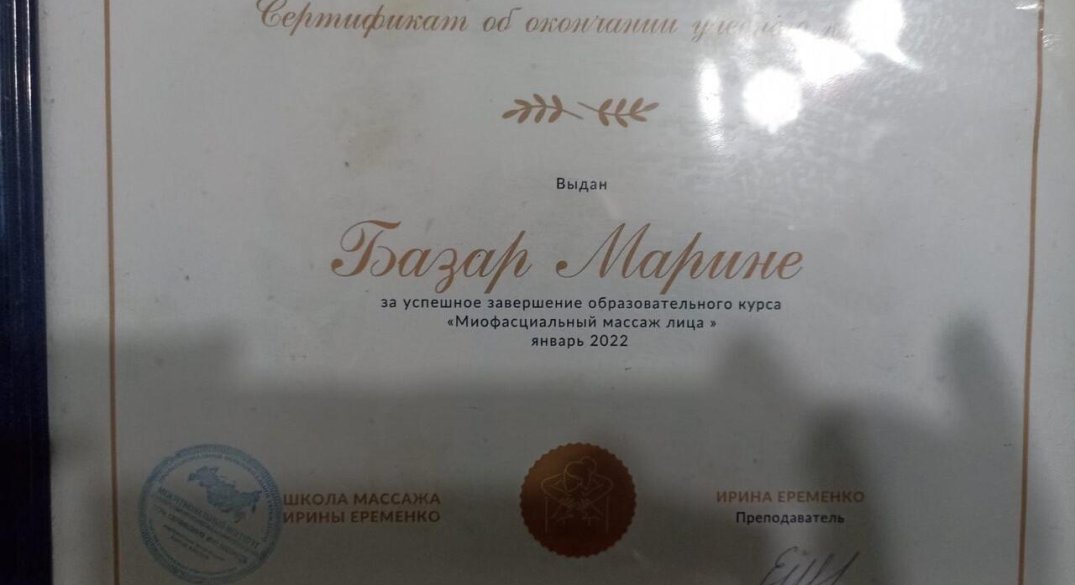 Сертификат об окончании
Выдан
Базар Марине
за успешное завершение образовательного курса
«Миофасциальный массаж лица »
январь 2022
ШКОЛА МАССАЖА
ИРИНЫ ЕРЕМЕНКО
ИРИНА ЕРЕМЕНКО
Преподаватель